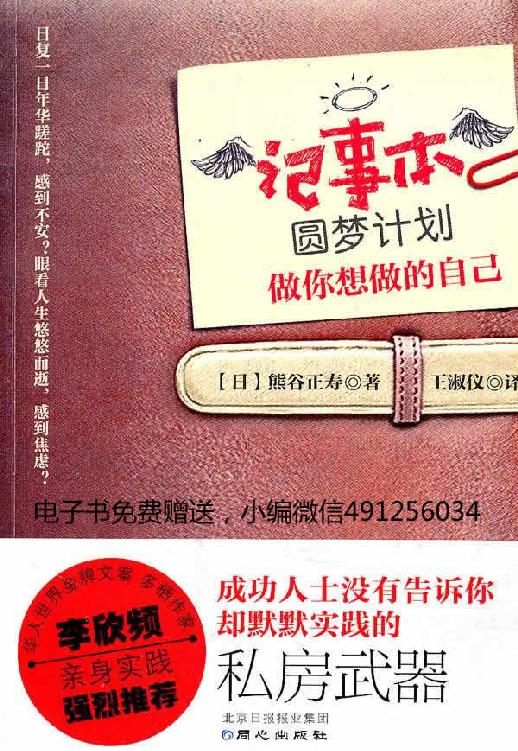 日复一日年华蹉跎，感到不安？眼看人生悠悠而逝，感到焦虑？
记事本
圆梦计划
做你想做的自己
【日】熊谷正寿◎著
王淑仪◎译
电子书免费赠送，小编微信491256034
华人世界金牌文案 多栖作家
李欣频
亲身实践
强烈推荐
成功人士没有告诉你
却默默实践的
私房武器
北京日报报业集团
同心出版社